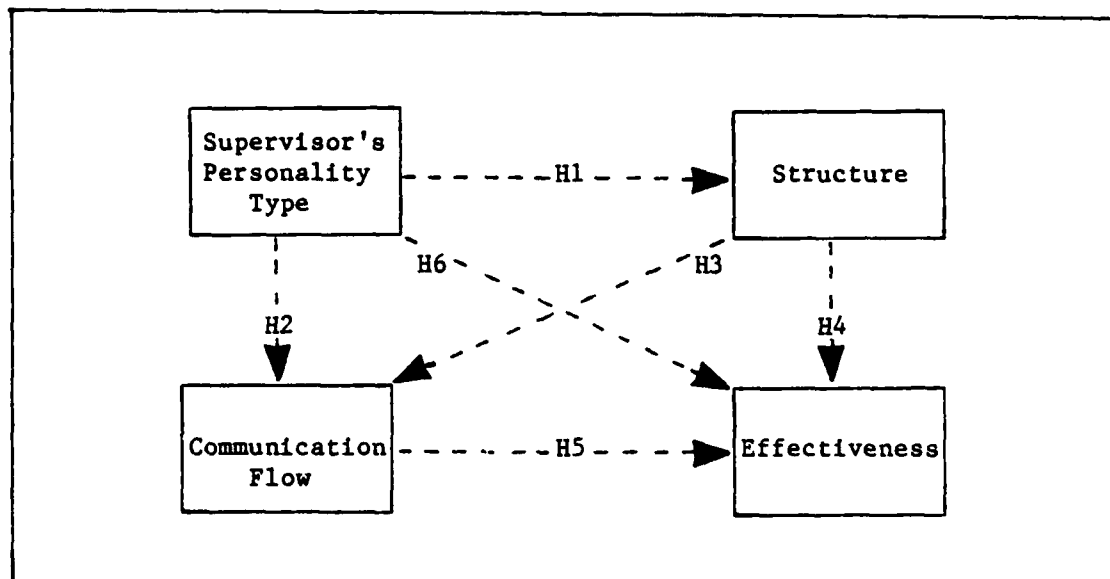 Supervisor's
Personality
Type
H1
Structure
H6
H3
H2
H4
Communication
Flow
H5
Effectiveness